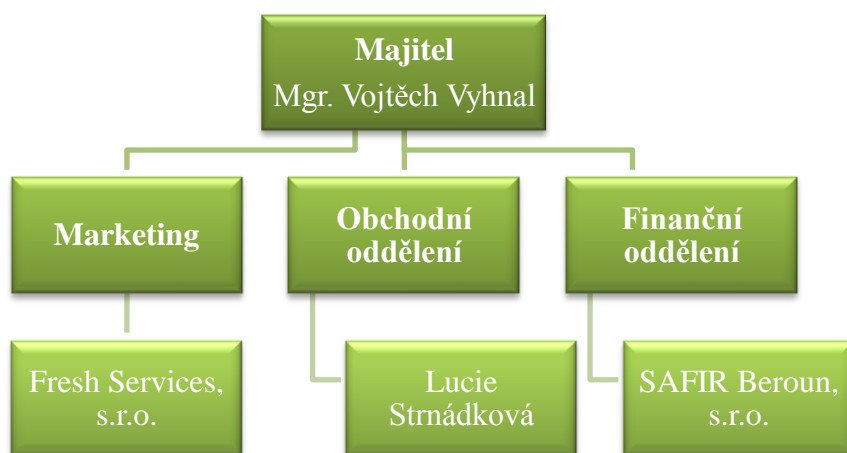 Majitel
Mgr. Vojtěch Vyhnal
Marketing
Obchodní
oddělení
Finanční
oddělení
Fresh Services,
s.r.o.
Lucie
Strnádková
SAFIR Beroun,
s.r.o.